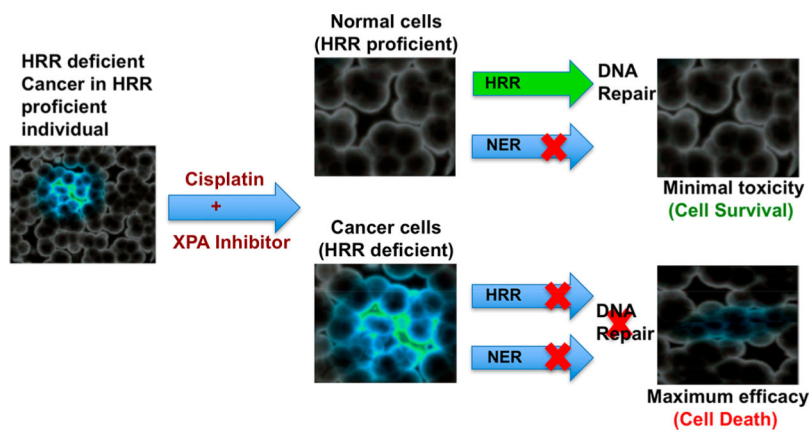 HRR deficient
Cancer in HRR
proficient
individual
Cisplatin
+
XPA Inhibitor
Normal cells
(HRR proficient)
HRR
NER
DNA
Repair
Minimal toxicity
(Cell Survival)
Cancer cells
(HRR deficient)
HRR
NER
DNA
Repair
Maximum efficacy
(Cell Death)